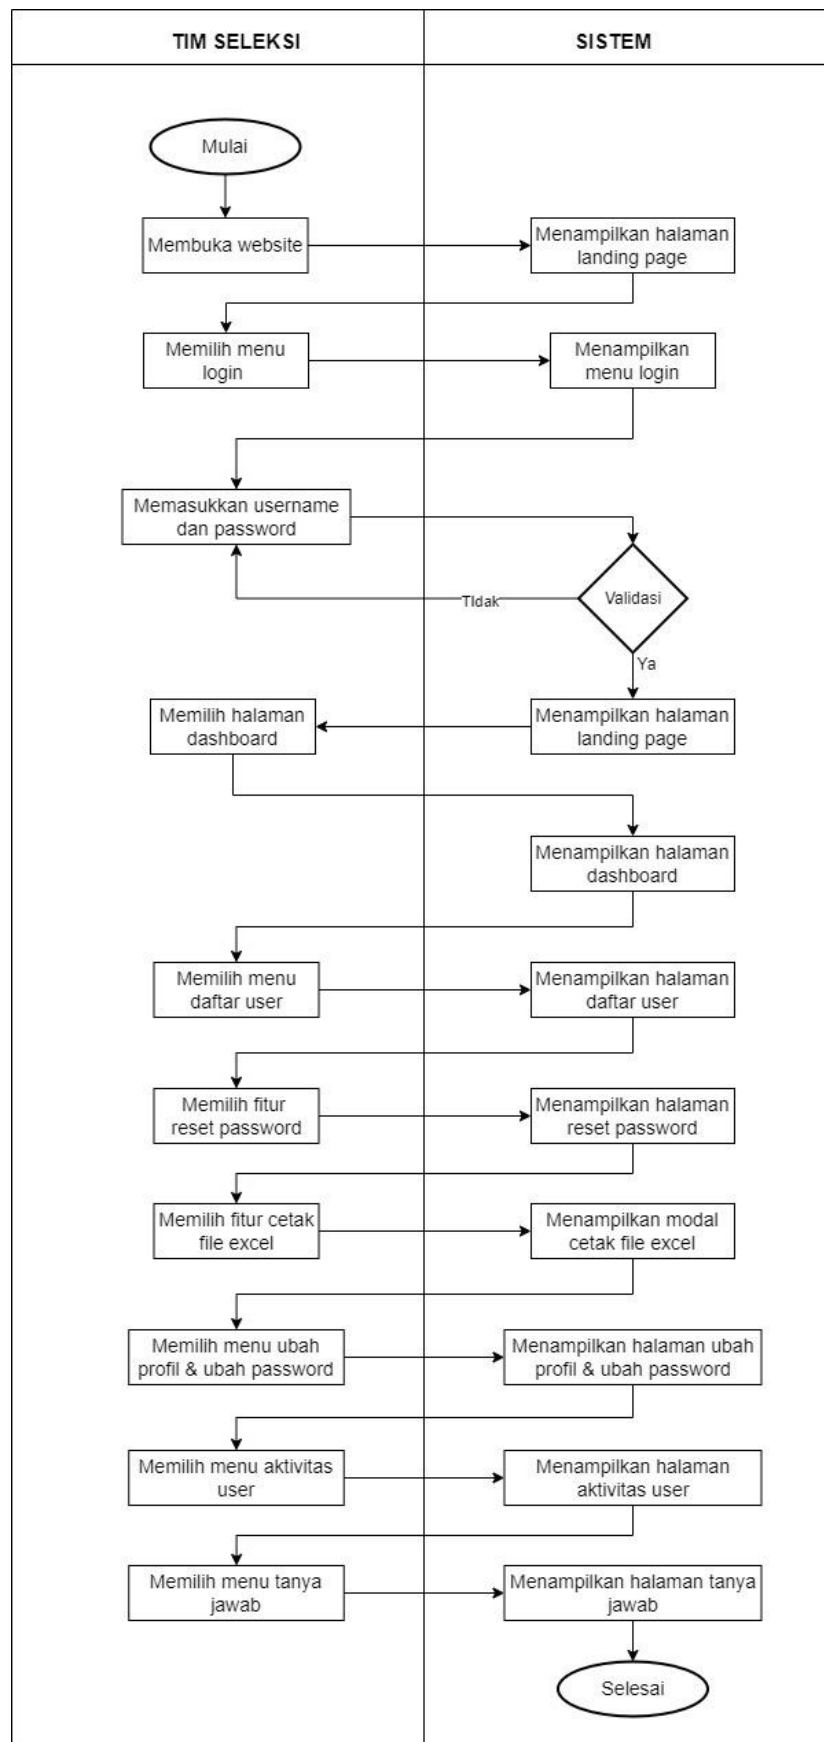 TIM SELEKSI
SISTEM
Mulai
Membuka website
Menampilkan halaman
landing page
Memilih menu
login
Menampilkan
menu login
Memasukkan username
dan password
Validasi
TIdak
Ya
Menampilkan halaman
landing page
Memilih halaman
dashboard
Menampilkan halaman
dashboard
Memilih menu
daftar user
Menampilkan halaman
daftar user
Memilih fitur
reset password
Menampilkan halaman
reset password
Memilih fitur cetak
file excel
Menampilkan modal
cetak file excel
Memilih menu ubah
profil & ubah password
Menampilkan halaman ubah
profil & ubah password
Memilih menu aktivitas
user
Menampilkan halaman
aktivitas user
Memilih menu tanya
jawab
Menampilkan halaman tanya
jawab
Selesai